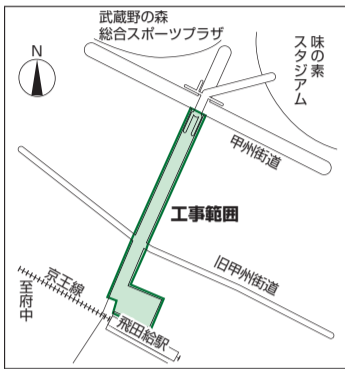 武蔵野の森
総合スポーツプラザ
味の素
スタジアム
N
甲州街道
工事範囲
旧甲州街道
京王線
至府中
飛田給駅